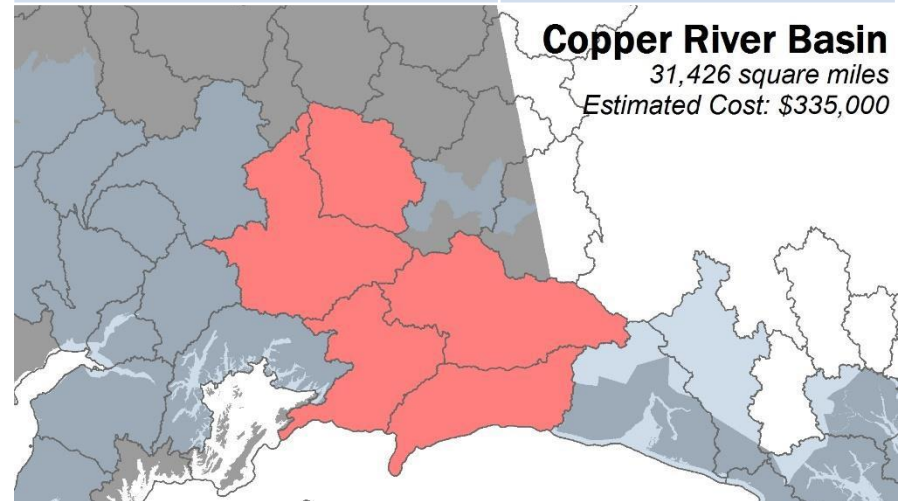 Copper River Basin
31,426 square miles
Estimated Cost: $335,000